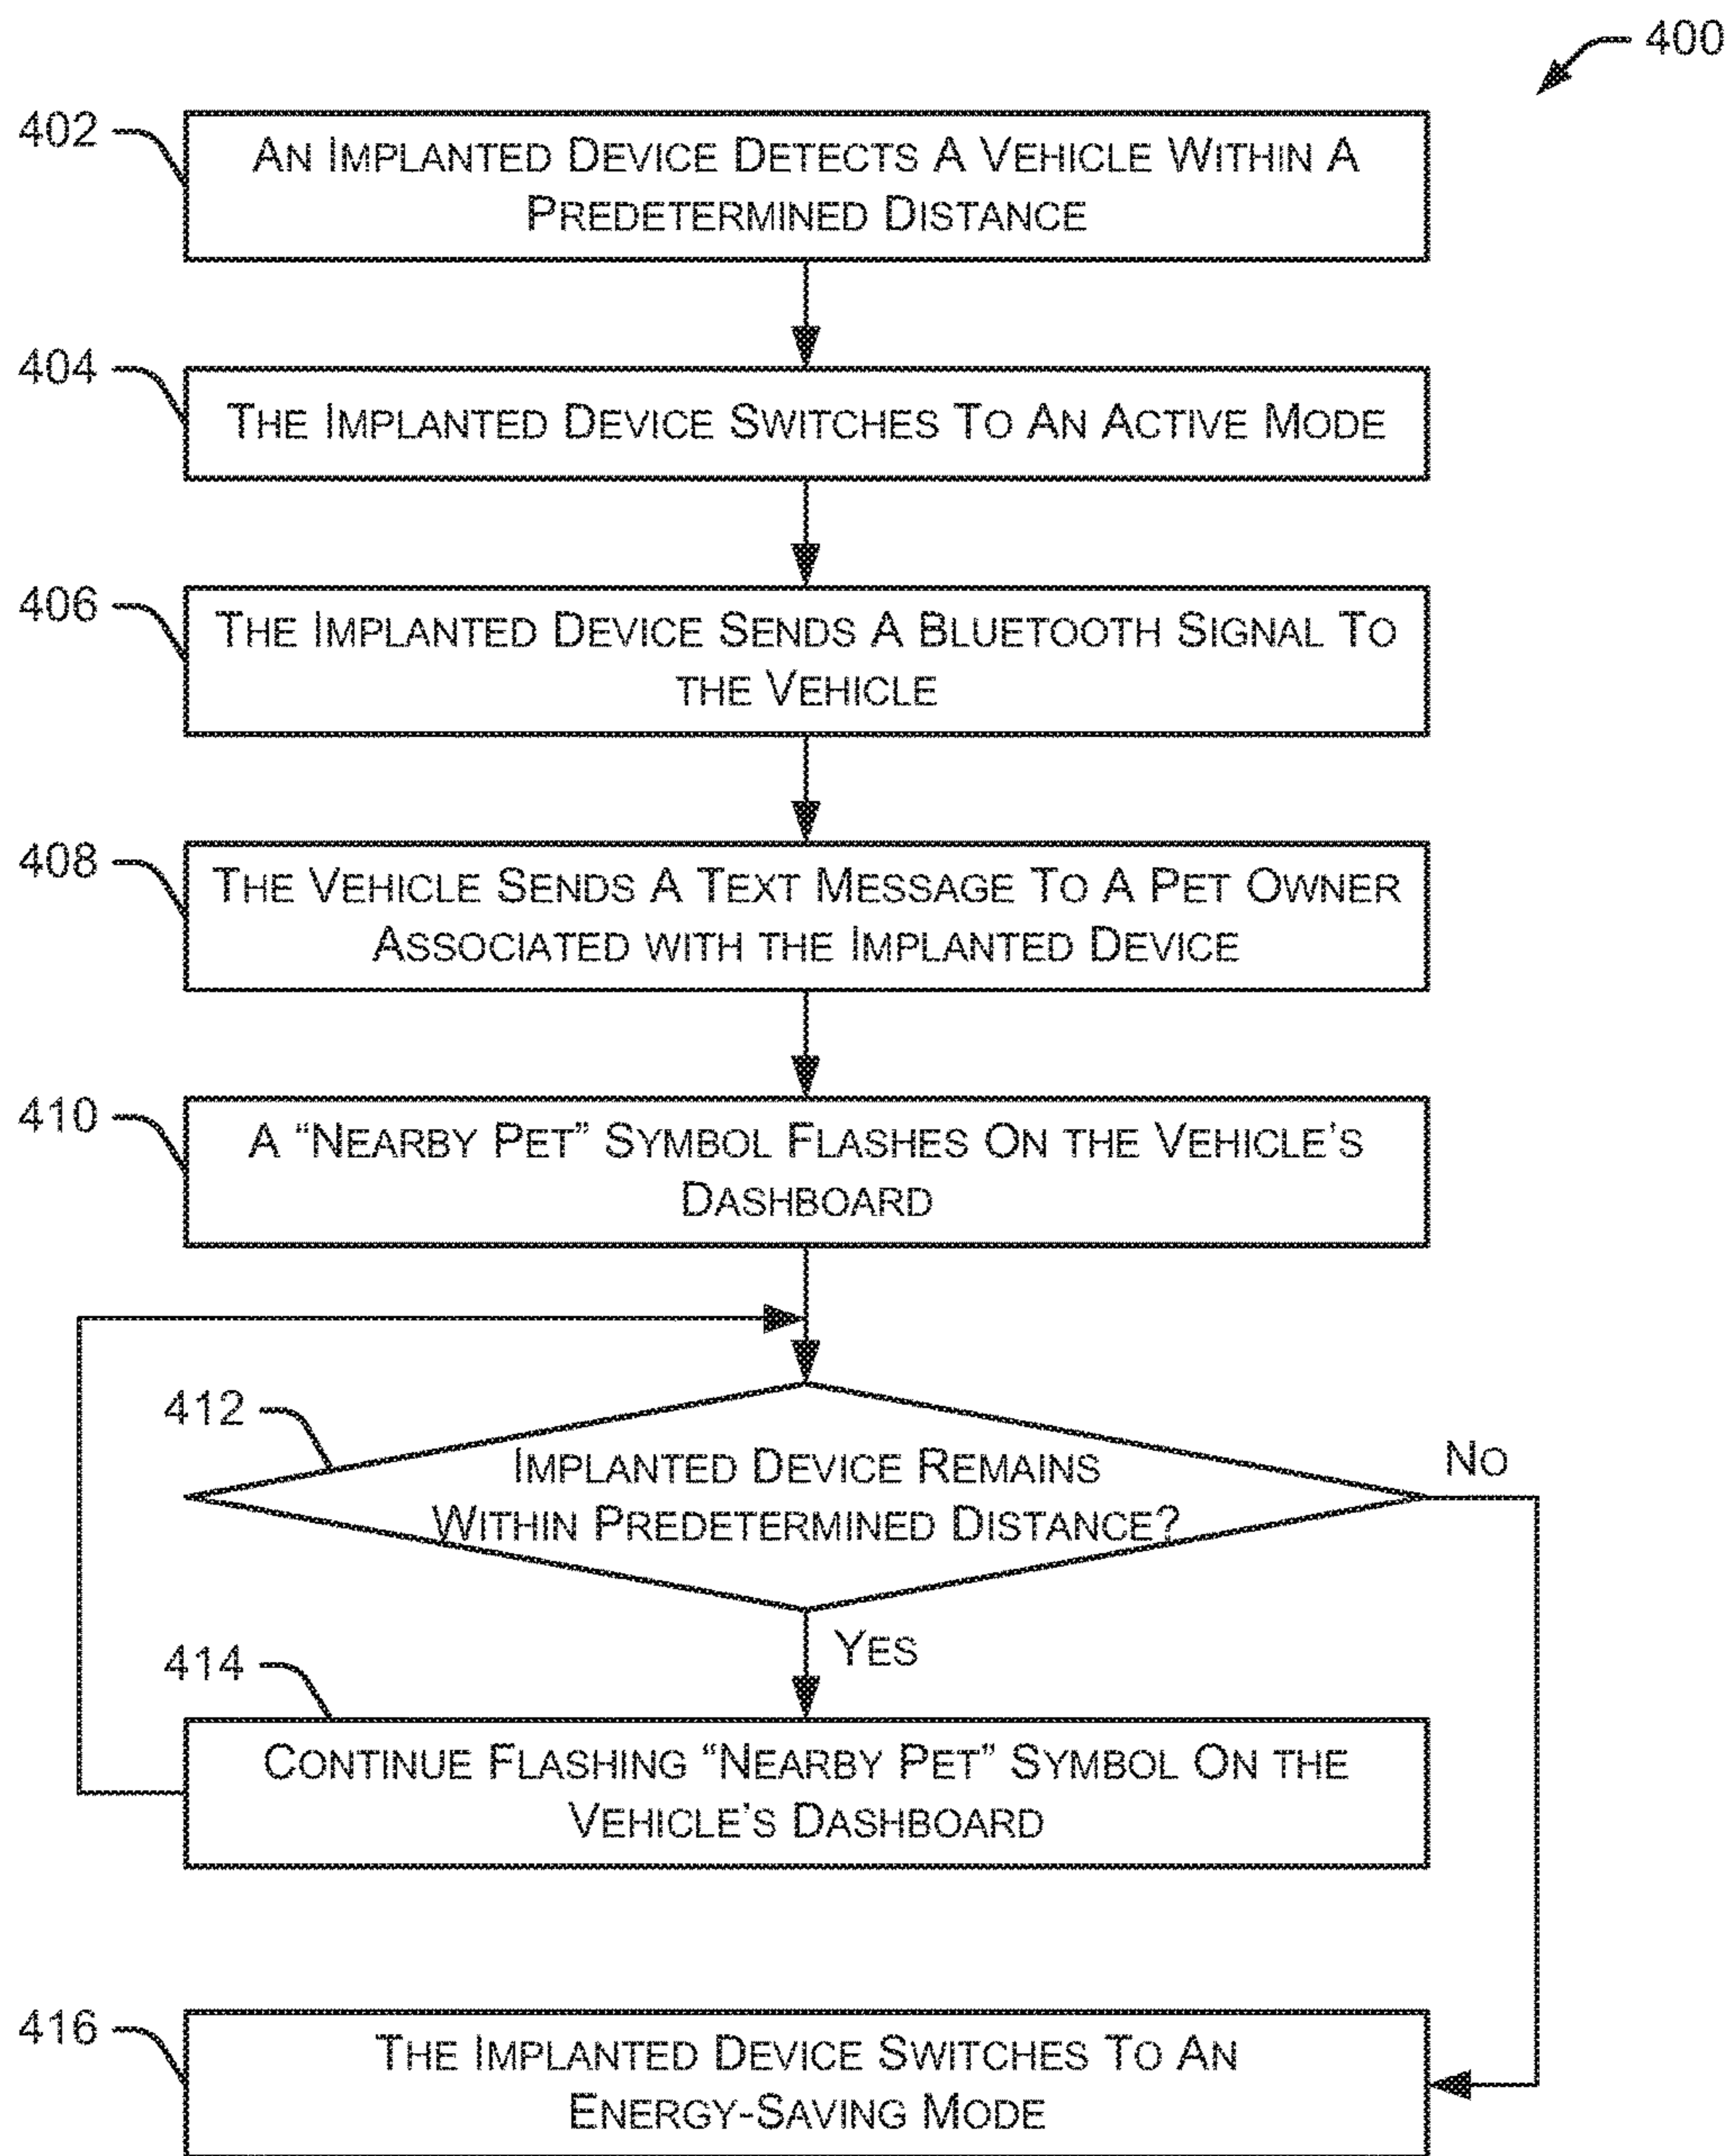 400
402
AN IMPLANTED DEVICE DETECTS A VEHICLE WITHIN A
PREDETERMINED DISTANCE
404
THE IMPLANTED DEVICE SWITCHES TO AN ACTIVE MODE
406
THE IMPLANTED DEVICE SENDS A BLUETOOTH SIGNAL TO
THE VEHICLE
408
THE VEHICLE SENDS A TEXT MESSAGE TO A PET OWNER
ASSOCIATED WITH THE IMPLANTED DEVICE
410
A “NEARBY PET” SYMBOL FLASHES ON THE VEHICLE’S
DASHBOARD
412
IMPLANTED DEVICE REMAINS
WITHIN PREDETERMINED DISTANCE?
NO
YES
414
CONTINUE FLASHING “NEARBY PET” SYMBOL ON THE
VEHICLE’S DASHBOARD
416
THE IMPLANTED DEVICE SWITCHES TO AN
ENERGY-SAVING MODE